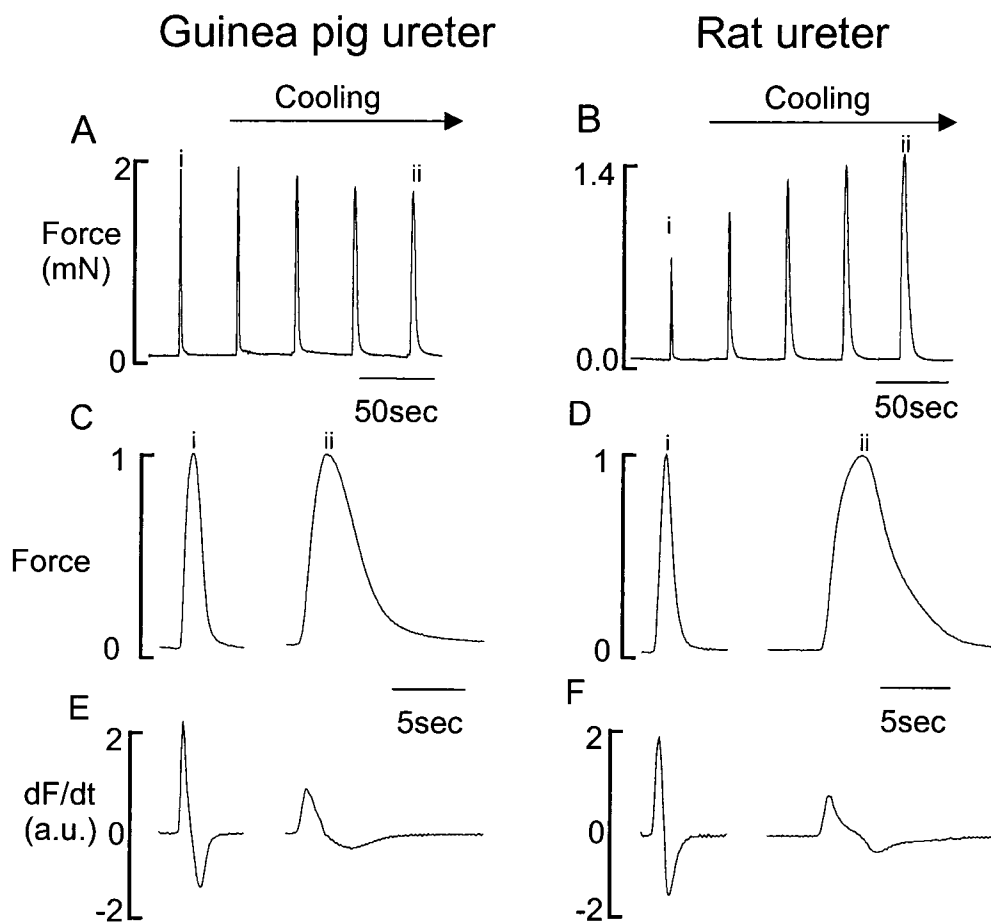 Guinea pig ureter
Rat ureter
Cooling
Cooling
A
B
i
ii
i
ii
2
Force
(mN)
0
1.4
0.0
50sec
50sec
C
D
i
ii
i
ii
1
Force
0
1
0
5sec
5sec
E
F
2
dF/dt
(a.u.)
0
-2
2
0
-2